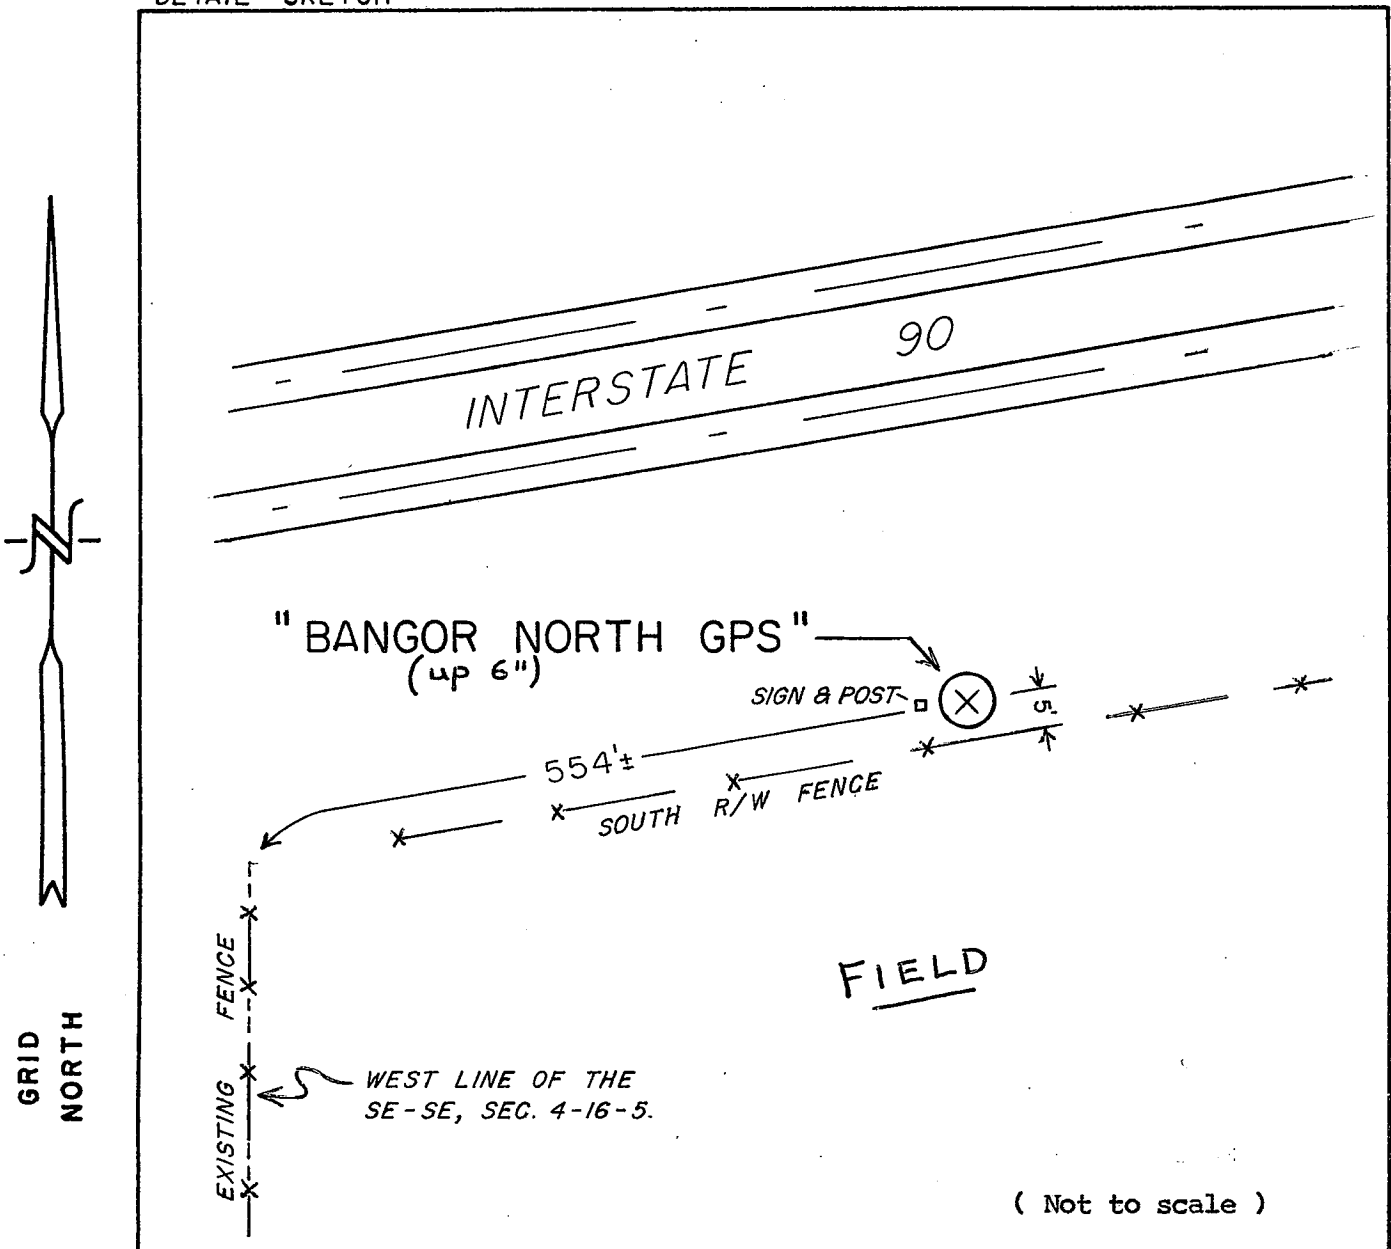 DETAIL SKETCH
INTERSTATE 90
"BANGOR NORTH GPS"
(up 6")
SIGN & POST
5'
554'±
SOUTH R/W FENCE
EXISTING FENCE
FIELD
WEST LINE OF THE
SE-SE, SEC. 4-16-5.
GRID
NORTH
N
( Not to scale )